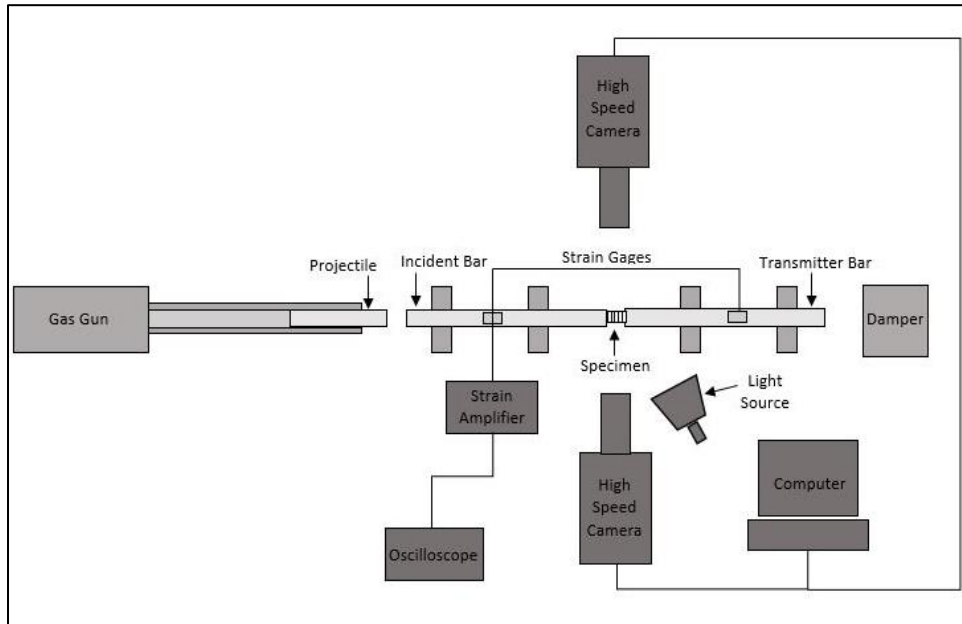 High
Speed
Camera
Projectile
Incident Bar
Strain Gages
Transmitter Bar
Gas Gun
Damper
Specimen
Light
Source
Strain
Amplifier
High
Speed
Camera
Computer
Oscilloscope